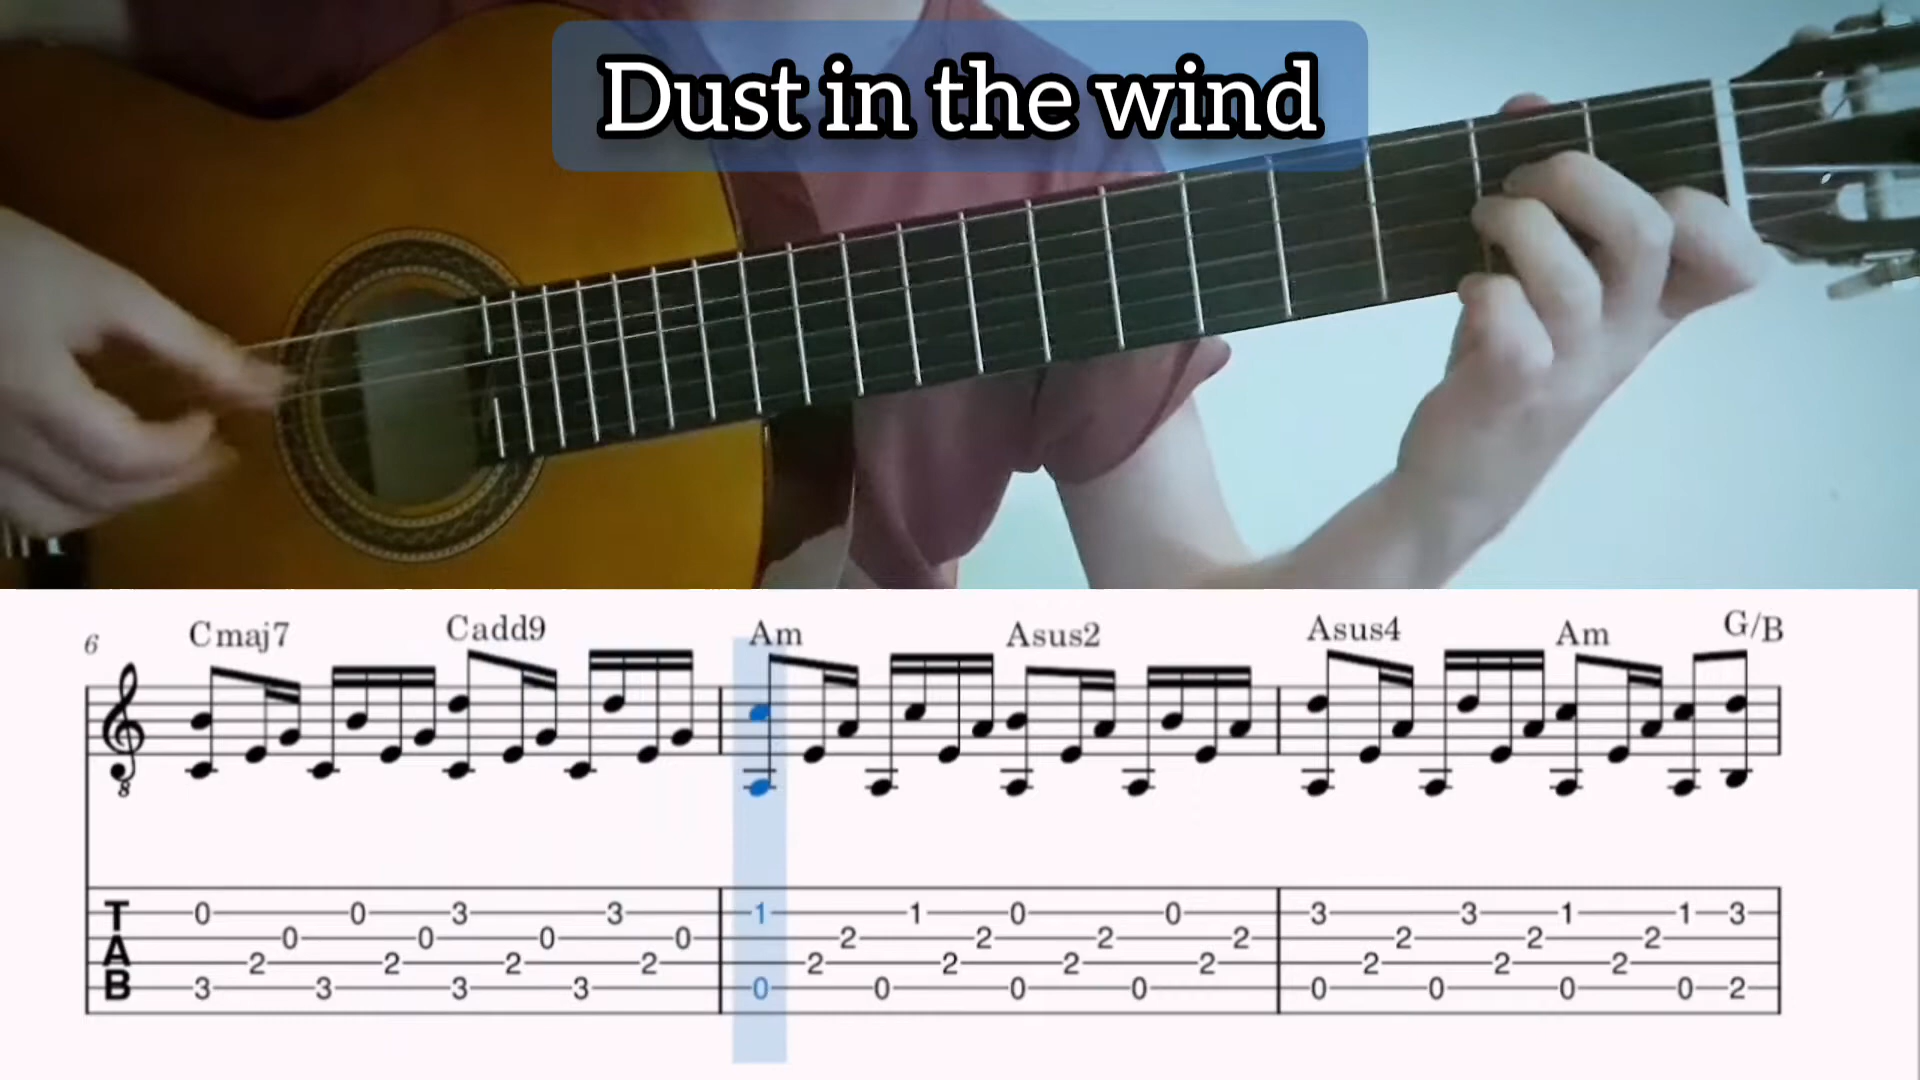 Dust in the wind
6 Cmaj7 Cadd9 Am Asus2 Asus4 Am G/B
8
T 0 0 3 3 1 1 0 0 3 3 1 1 3
A 0 0 0 0 2 2 2 2 2 2 2
2 2 2 2 2 2 2 2 2 2 2
B 3 3 3 3 0 0 0 0 0 0 0 0 2